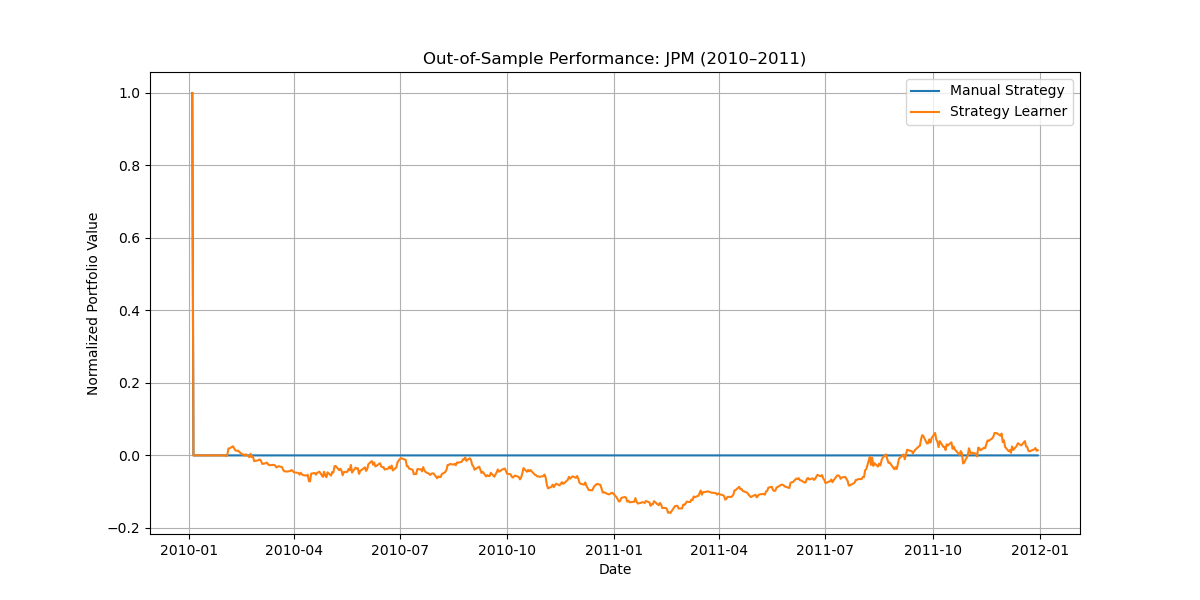 Out-of-Sample Performance: JPM (2010–2011)
Manual Strategy
Strategy Learner
Normalized Portfolio Value
1.0
0.8
0.6
0.4
0.2
0.0
−0.2
2010-01 2010-04 2010-07 2010-10 2011-01 2011-04 2011-07 2011-10 2012-01
Date